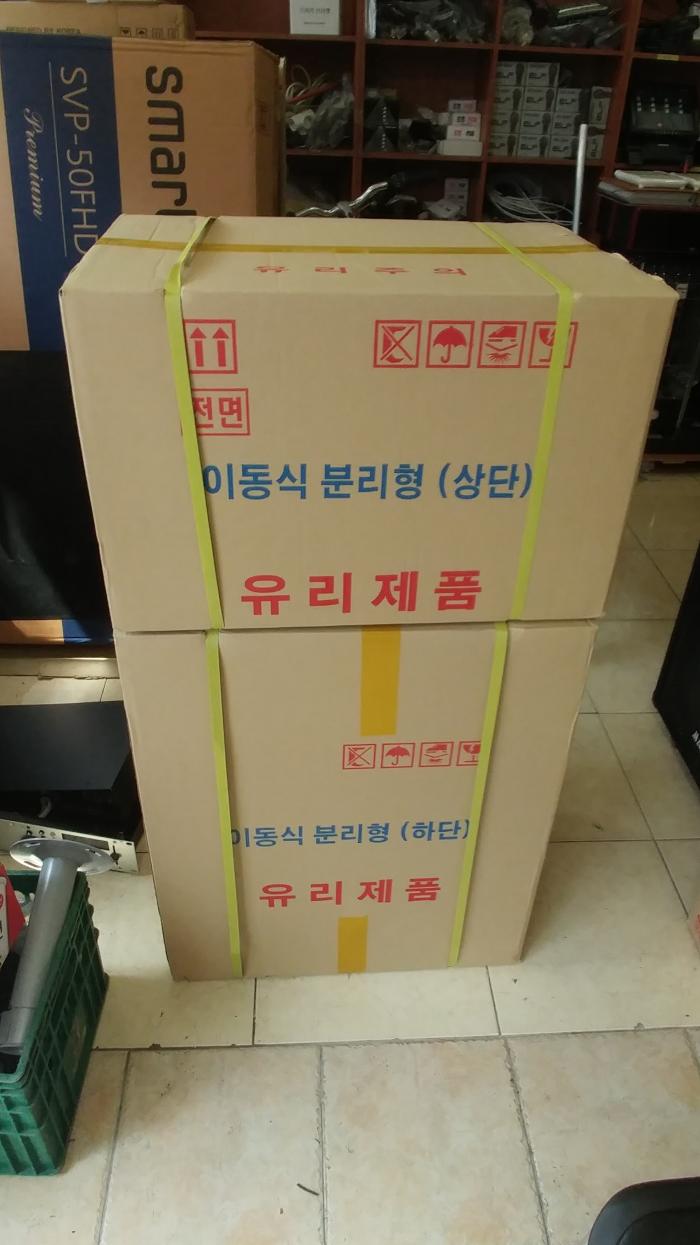 smart
SVP-50FHD
Premium
유리주의
전면
이동식 분리형 (상단)
유리제품
이동식 분리형 (하단)
유리제품